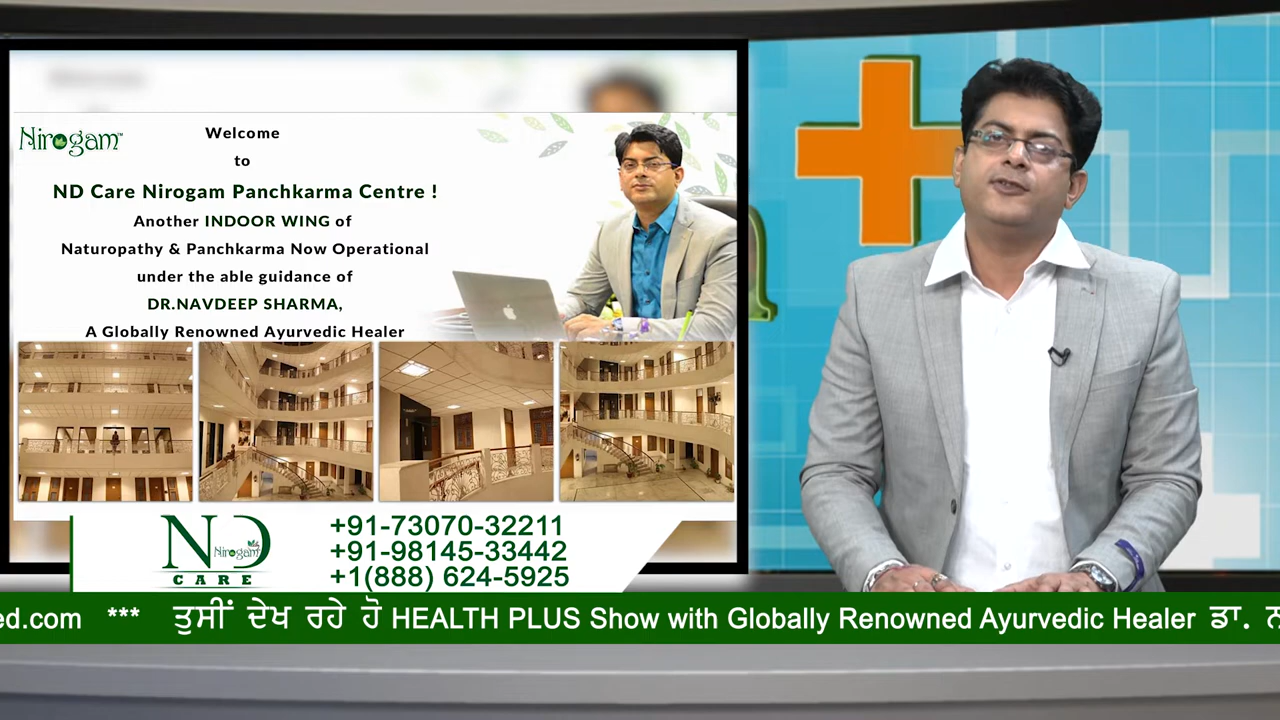 Nirogam™
Welcome
to
ND Care Nirogam Panchkarma Centre !
Another INDOOR WING of
Naturopathy & Panchkarma Now Operational
under the able guidance of
DR.NAVDEEP SHARMA,
A Globally Renowned Ayurvedic Healer
ND
Nirogam
CARE
+91-73070-32211
+91-98145-33442
+1(888) 624-5925
ed.com *** ਤੁਸੀਂ ਦੇਖ ਰਹੇ ਹੋ HEALTH PLUS Show with Globally Renowned Ayurvedic Healer ਡਾ. ਨ